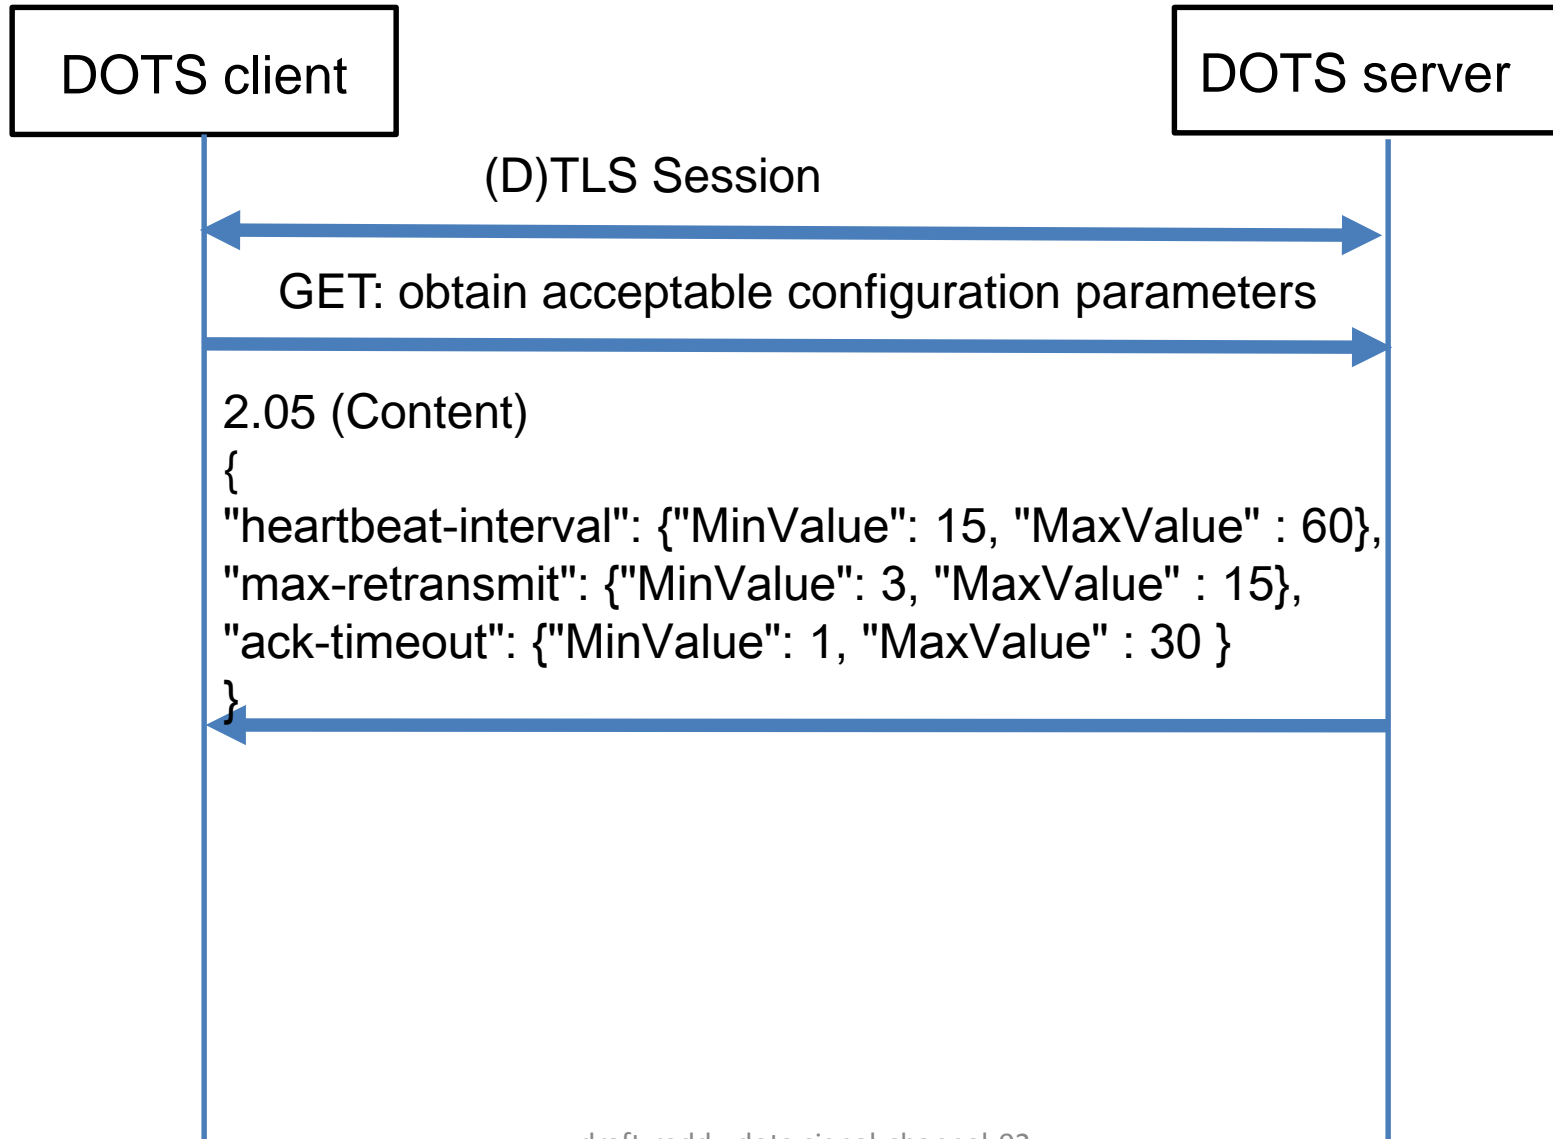 DOTS client
DOTS server
(D)TLS Session
GET: obtain acceptable configuration parameters
2.05 (Content)
{
"heartbeat-interval": {"MinValue": 15, "MaxValue" : 60},
"max-retransmit": {"MinValue": 3, "MaxValue" : 15},
"ack-timeout": {"MinValue": 1, "MaxValue" : 30 }
}